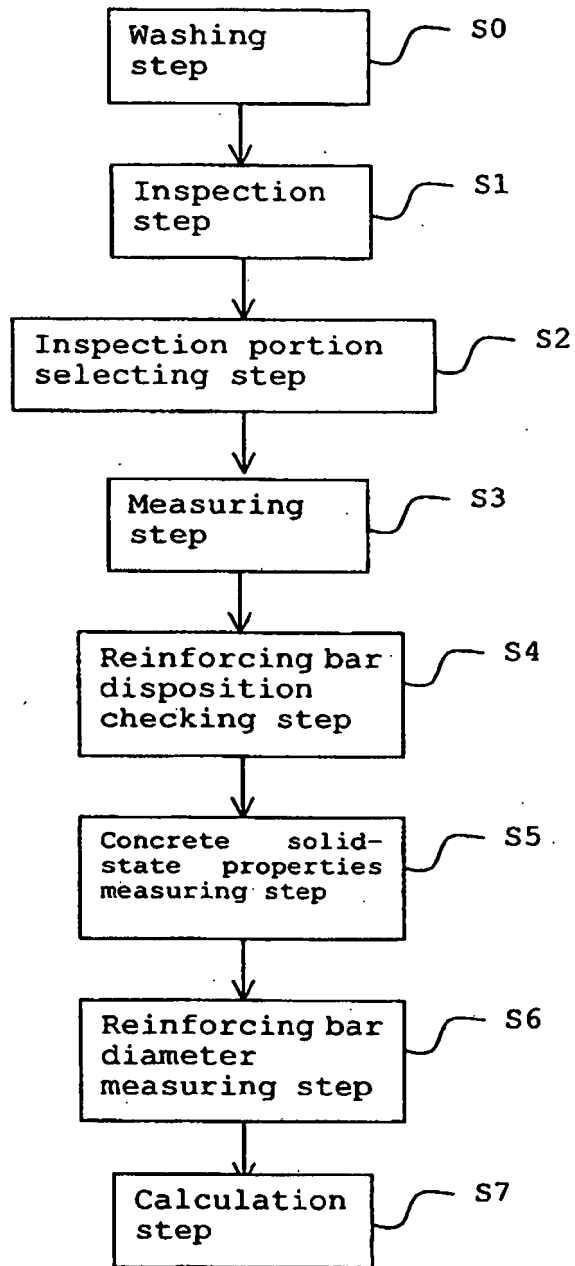 Washing
step
S0
Inspection
step
S1
Inspection portion
selecting step
S2
Measuring
step
S3
Reinforcing bar
disposition
checking step
S4
Concrete solid-
state properties
measuring step
S5
Reinforcing bar
diameter
measuring step
S6
Calculation
step
S7